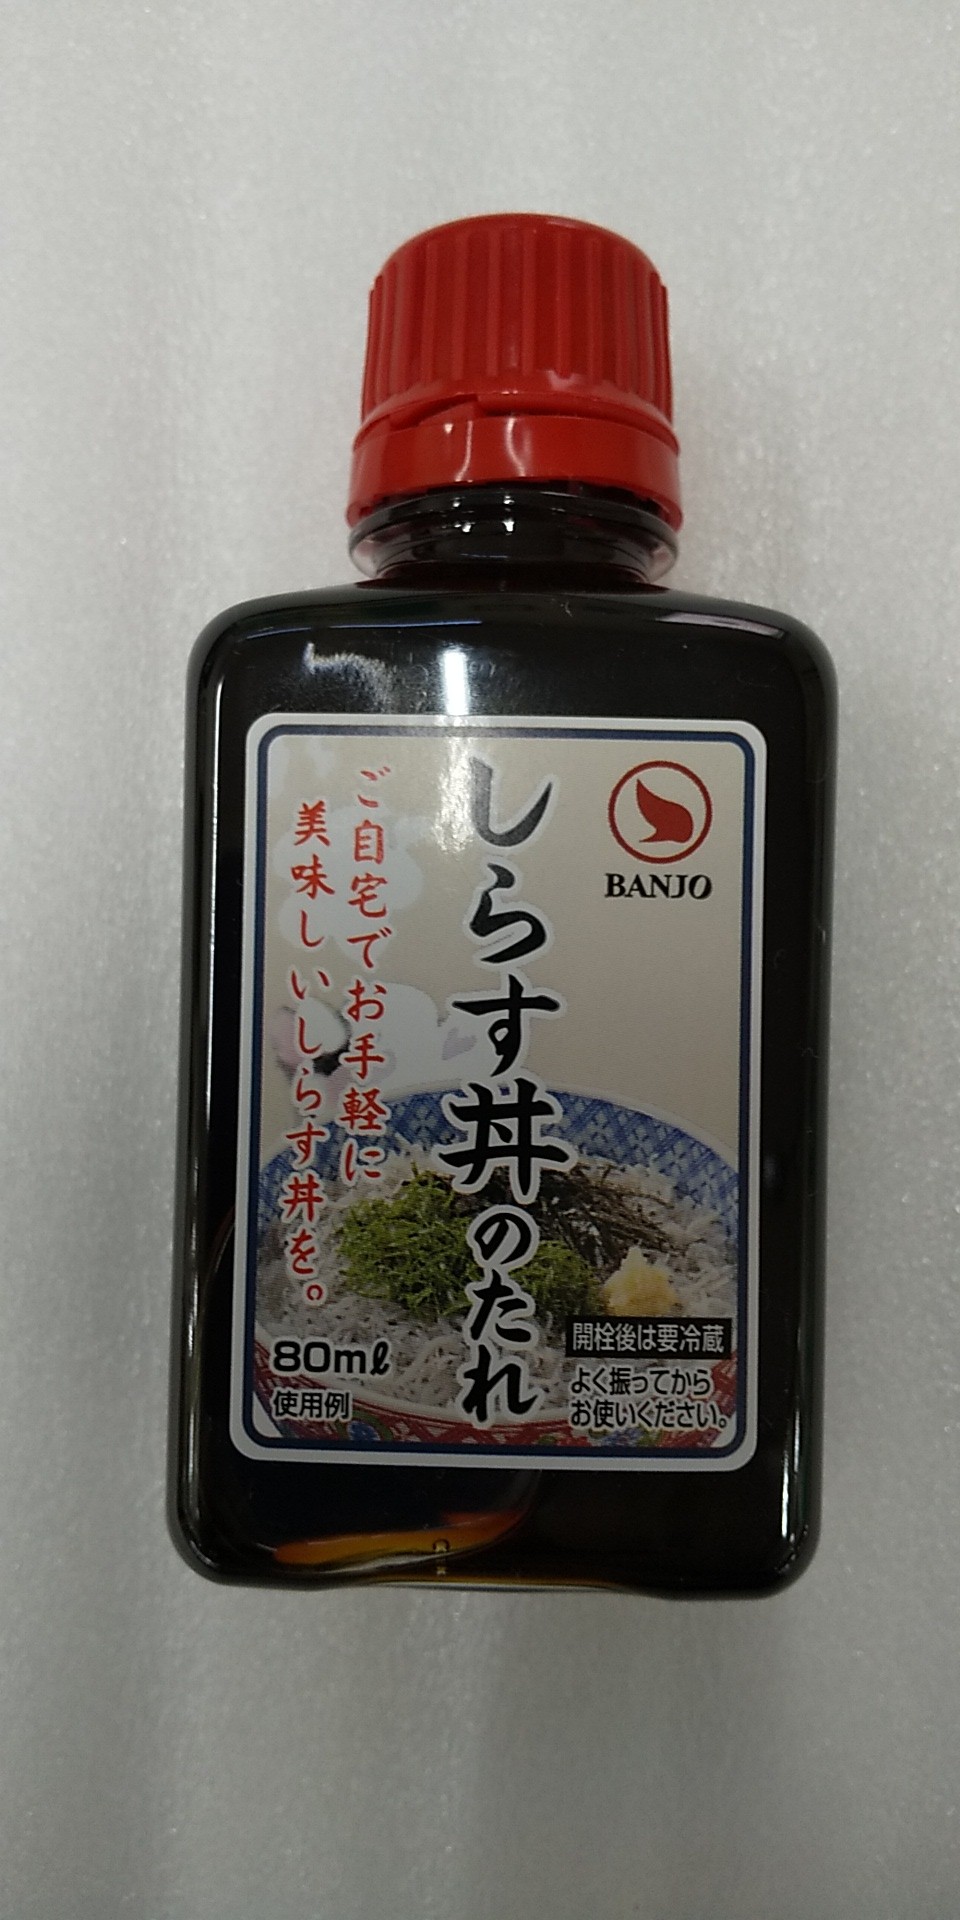 BANJO
しらす丼のたれ
ご自宅でお手軽に
美味しいしらす丼を。
80mℓ
使用例
開栓後は要冷蔵
よく振ってから
お使いください。